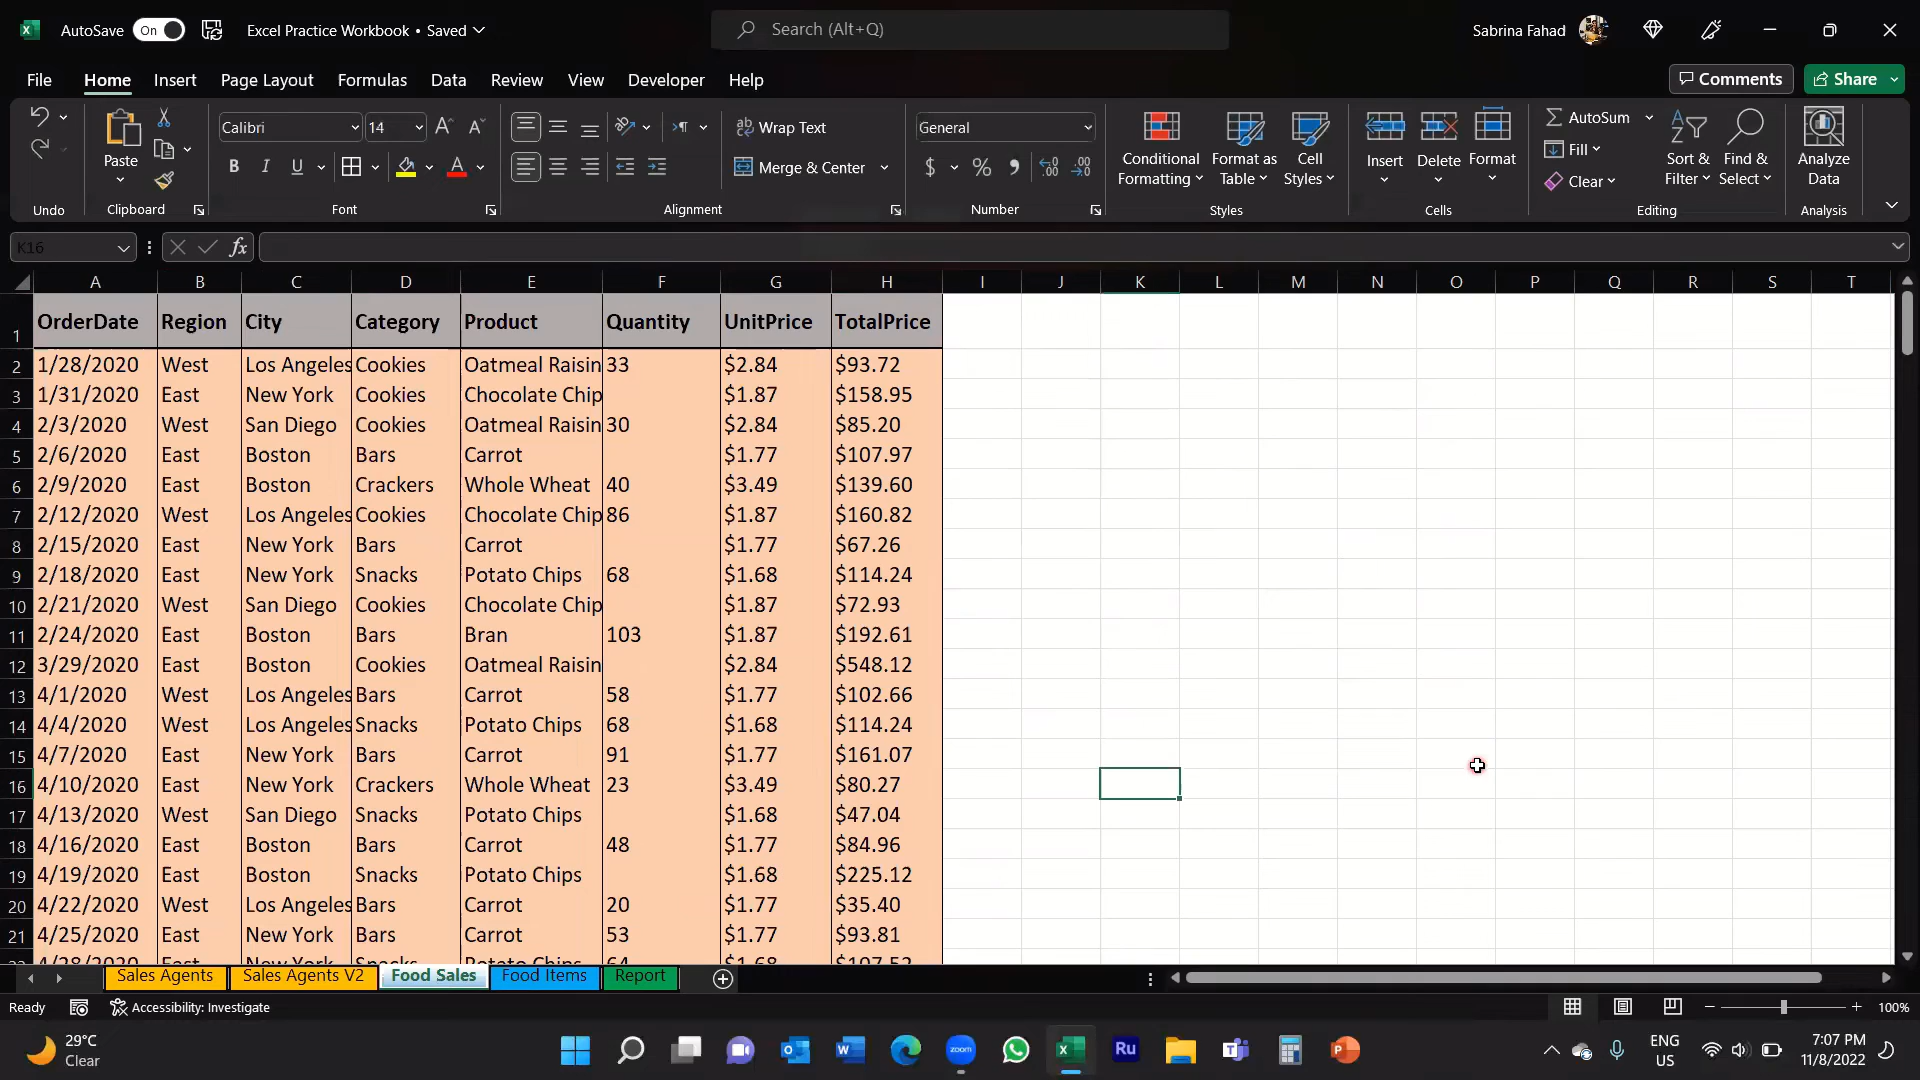 AutoSave On Excel Practice Workbook • Saved Search (Alt+Q) Sabrina Fahad
File Home Insert Page Layout Formulas Data Review View Developer Help Comments Share
Calibri 14 Wrap Text General AutoSum
Paste Merge & Center $ % Conditional Formatting Format as Table Cell Styles Insert Delete Format Fill Clear Sort & Filter Find & Select Analyze Data
Undo Clipboard Font Alignment Number Styles Cells Editing Analysis
K16 fx
A B C D E F G H I J K L M N O P Q R S T
1 OrderDate Region City Category Product Quantity UnitPrice TotalPrice
2 1/28/2020 West Los Angeles Cookies Oatmeal Raisin 33 $2.84 $93.72
3 1/31/2020 East New York Cookies Chocolate Chip $1.87 $158.95
4 2/3/2020 West San Diego Cookies Oatmeal Raisin 30 $2.84 $85.20
5 2/6/2020 East Boston Bars Carrot $1.77 $107.97
6 2/9/2020 East Boston Crackers Whole Wheat 40 $3.49 $139.60
7 2/12/2020 West Los Angeles Cookies Chocolate Chip 86 $1.87 $160.82
8 2/15/2020 East New York Bars Carrot $1.77 $67.26
9 2/18/2020 East New York Snacks Potato Chips 68 $1.68 $114.24
10 2/21/2020 West San Diego Cookies Chocolate Chip $1.87 $72.93
11 2/24/2020 East Boston Bars Bran 103 $1.87 $192.61
12 3/29/2020 East Boston Cookies Oatmeal Raisin $2.84 $548.12
13 4/1/2020 West Los Angeles Bars Carrot 58 $1.77 $102.66
14 4/4/2020 West Los Angeles Snacks Potato Chips 68 $1.68 $114.24
15 4/7/2020 East New York Bars Carrot 91 $1.77 $161.07
16 4/10/2020 East New York Crackers Whole Wheat 23 $3.49 $80.27
17 4/13/2020 West San Diego Snacks Potato Chips $1.68 $47.04
18 4/16/2020 East Boston Bars Carrot 48 $1.77 $84.96
19 4/19/2020 East Boston Snacks Potato Chips $1.68 $225.12
20 4/22/2020 West Los Angeles Bars Carrot 20 $1.77 $35.40
21 4/25/2020 East New York Bars Carrot 53 $1.77 $93.81
Sales Agents Sales Agents V2 Food Sales Food Items Report
Ready Accessibility: Investigate 100%
29°C
Clear
zoom Ru
ENG
US
7:07 PM
11/8/2022